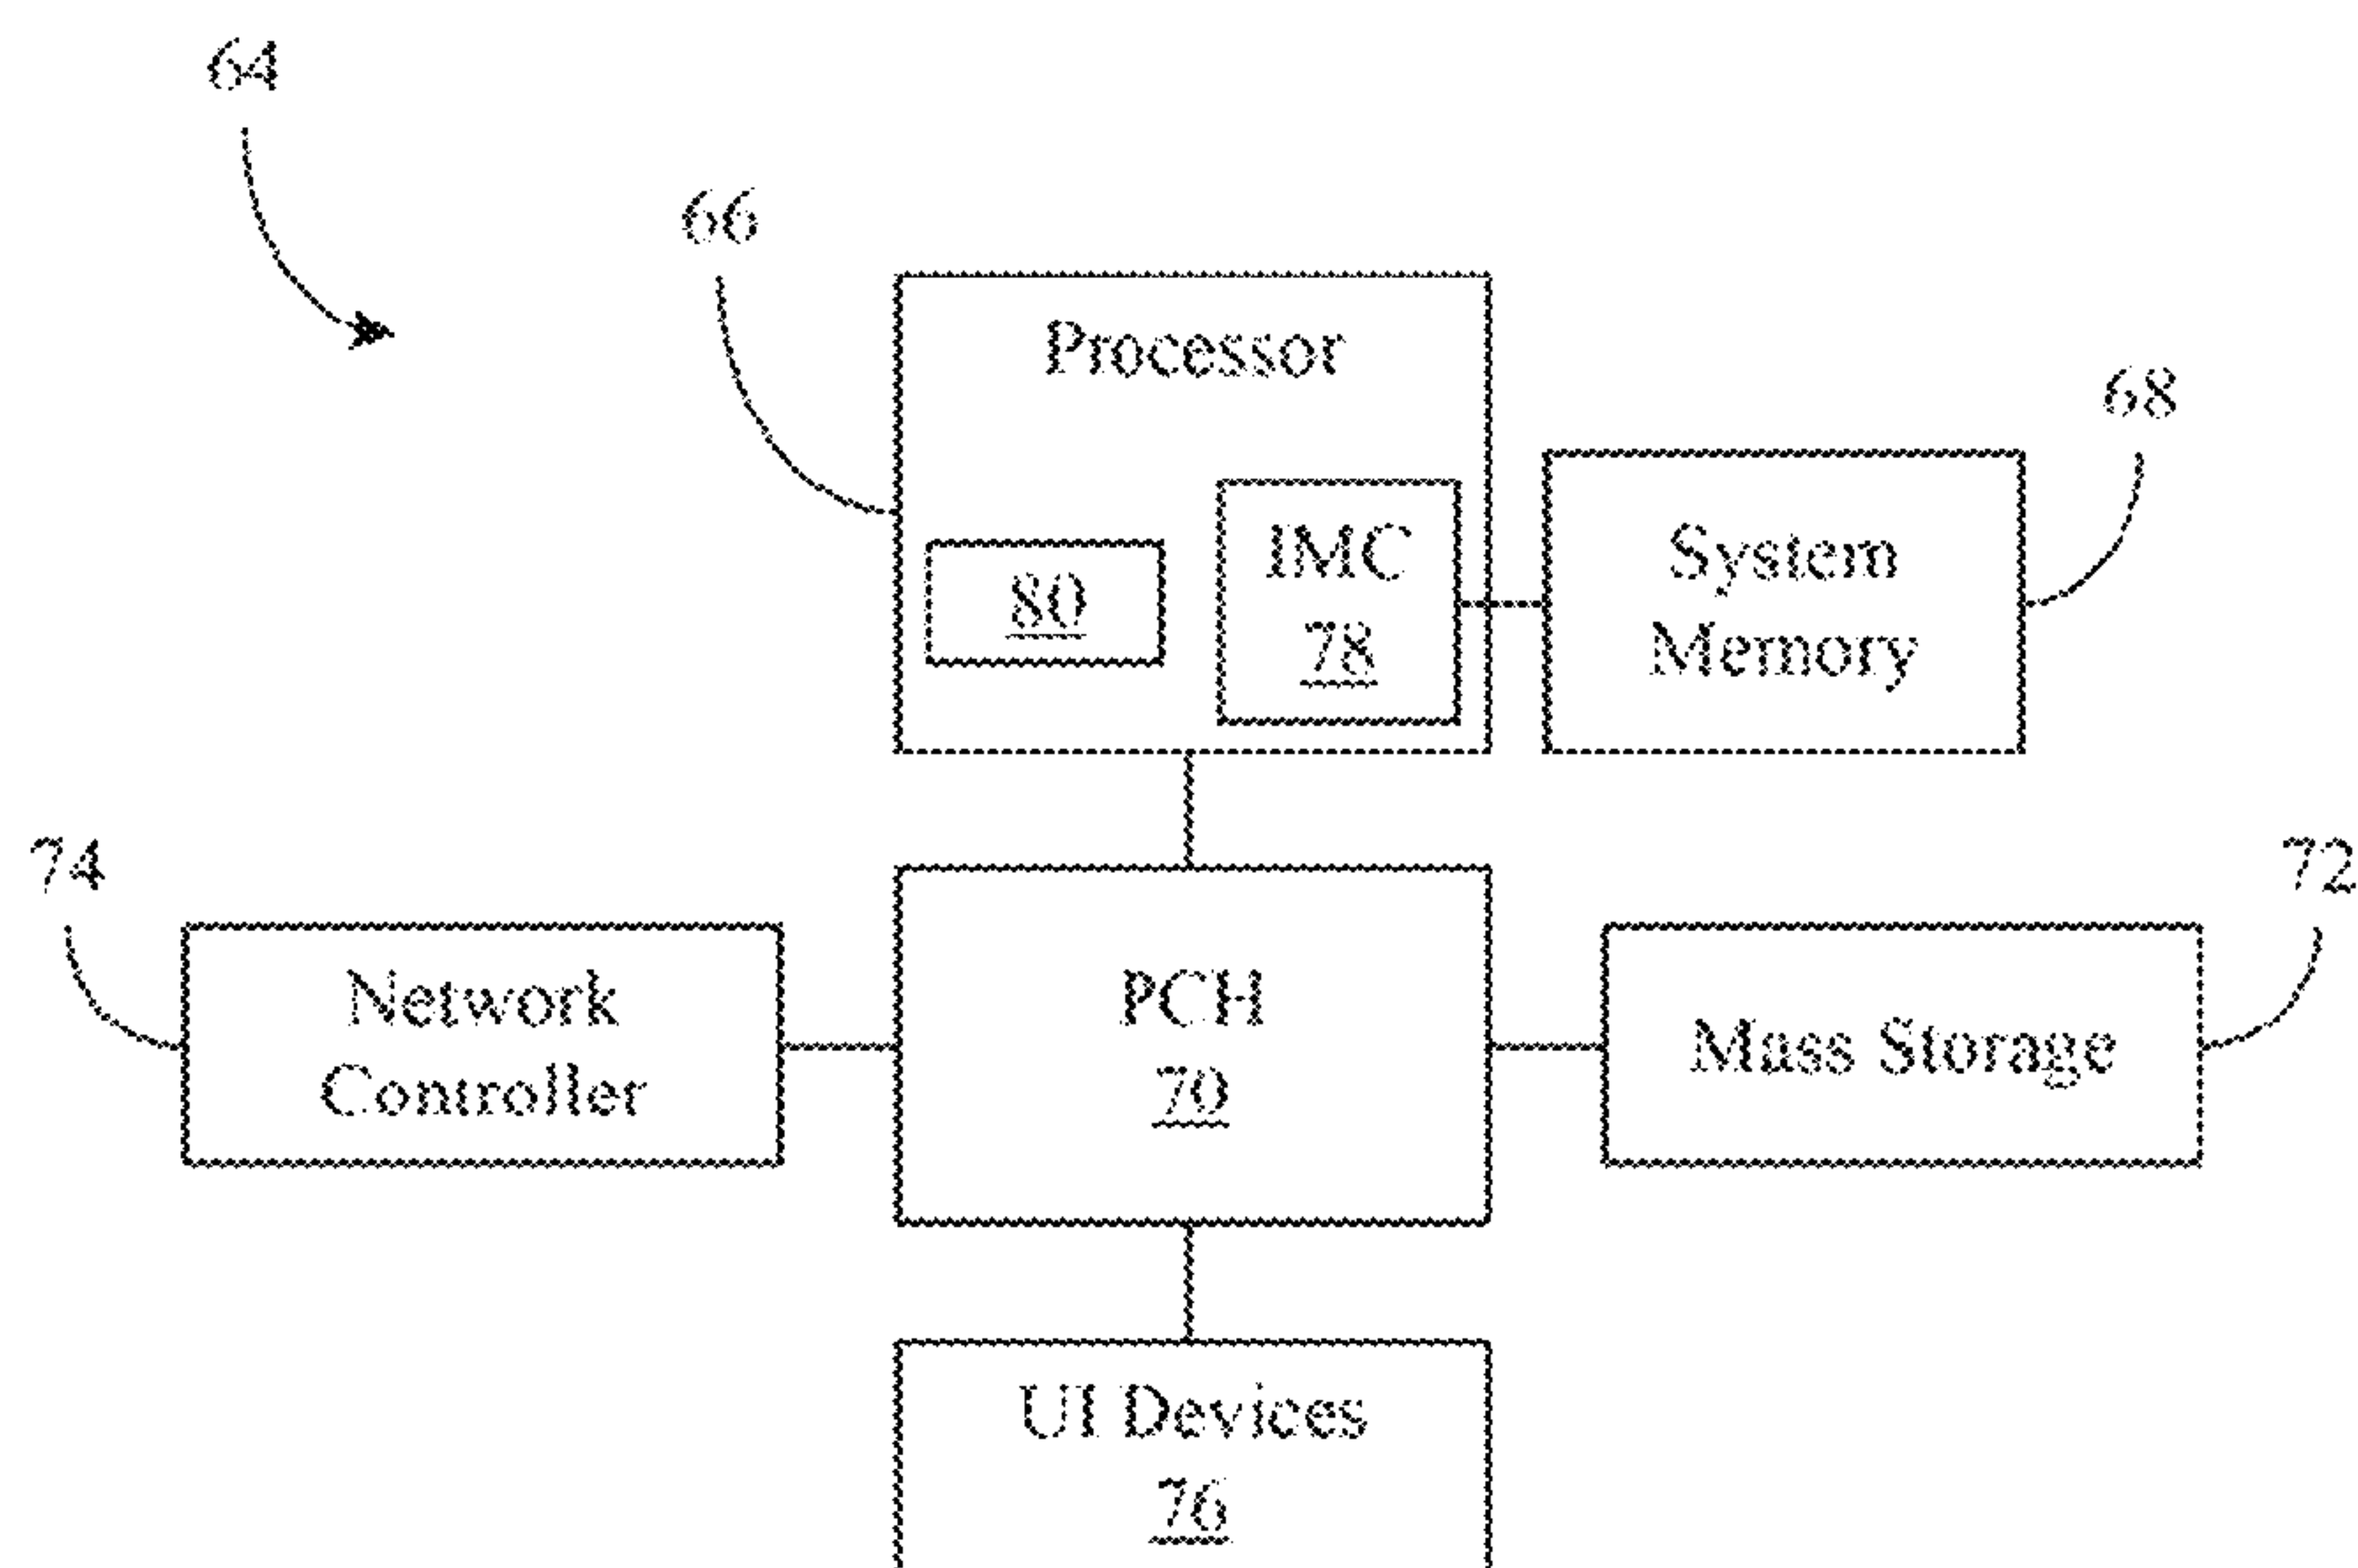 64
66
Processor
68
IMC
78
80
System
Memory
74
72
Network
Controller
PCH
70
Mass Storage
UI Devices
76